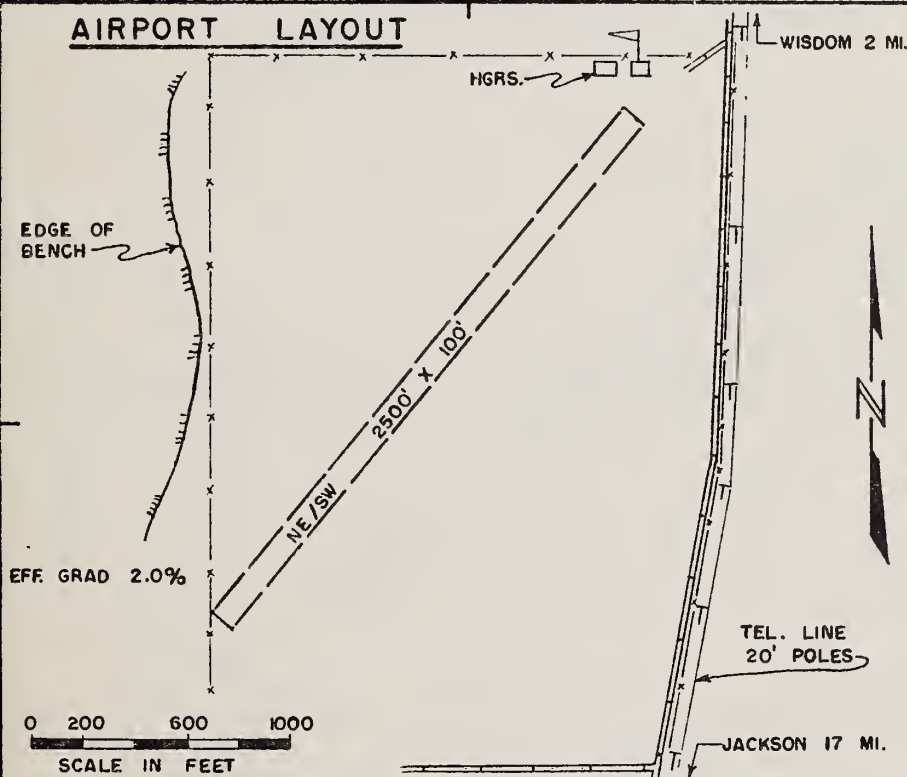 AIRPORT LAYOUT
WISDOM 2 MI.
HGRS.
EDGE OF
BENCH
2500' X 100'
NE/SW
N
EFF. GRAD 2.0%
TEL. LINE
20' POLES
0 200 600 1000
SCALE IN FEET
JACKSON 17 MI.